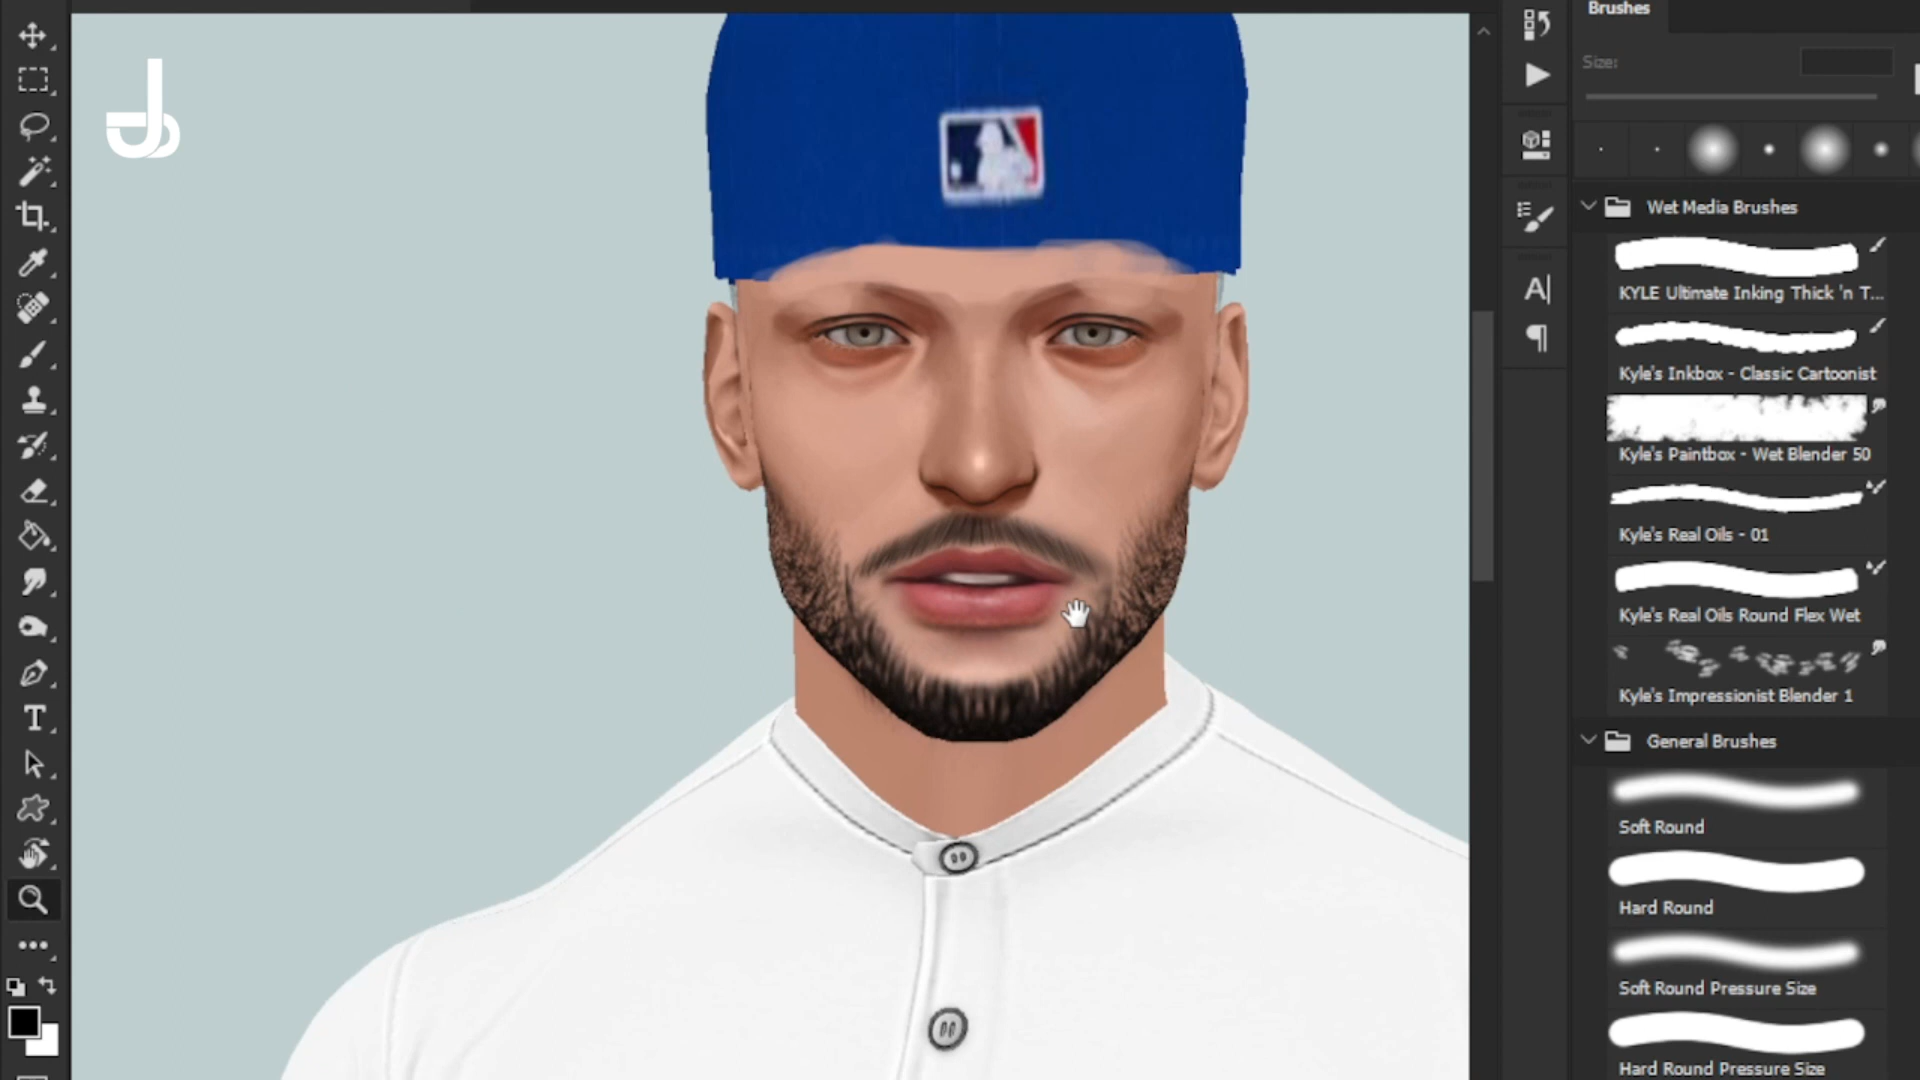 Brushes
Size:
Wet Media Brushes
KYLE Ultimate Inking Thick 'n T...
Kyle's Inkbox - Classic Cartoonist
Kyle's Paintbox - Wet Blender 50
Kyle's Real Oils - 01
Kyle's Real Oils Round Flex Wet
Kyle's Impressionist Blender 1
General Brushes
Soft Round
Hard Round
Soft Round Pressure Size
Hard Round Pressure Size